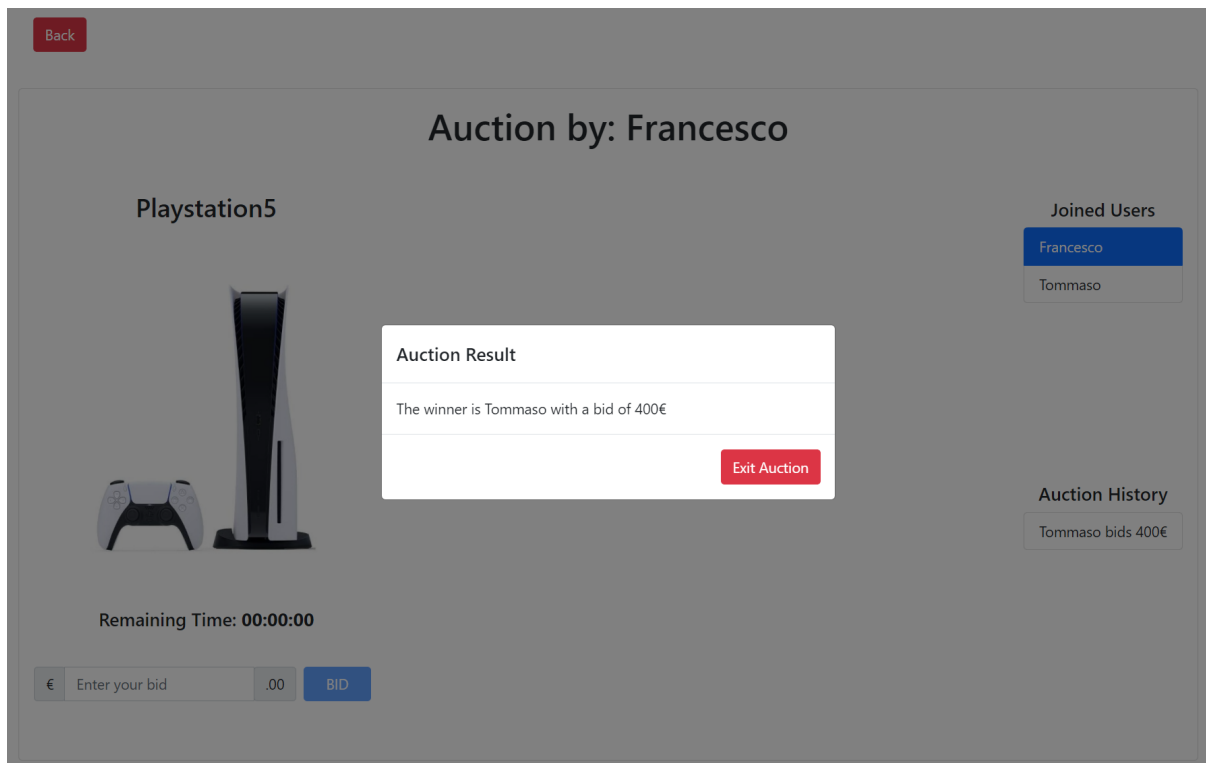 Back
Auction by: Francesco
Playstation5
Joined Users
Francesco
Tommaso
Auction Result
The winner is Tommaso with a bid of 400€
Exit Auction
Auction History
Tommaso bids 400€
Remaining Time: 00:00:00
€ Enter your bid .00 BID